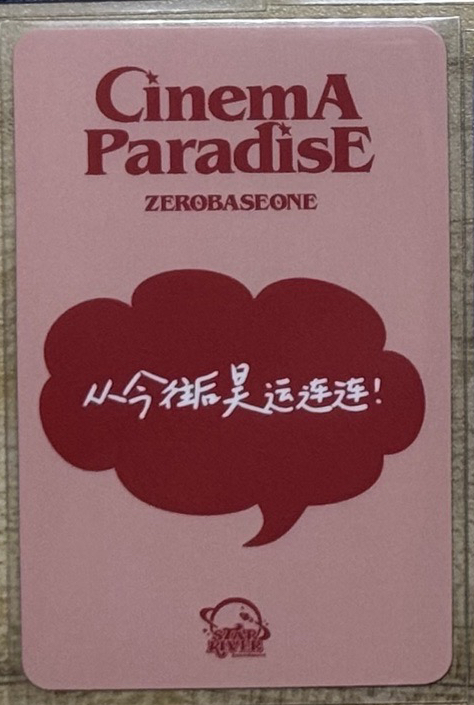 CinemA
ParadisE
ZEROBASEONE
从今往后昊运连连!
STAR
RIVER